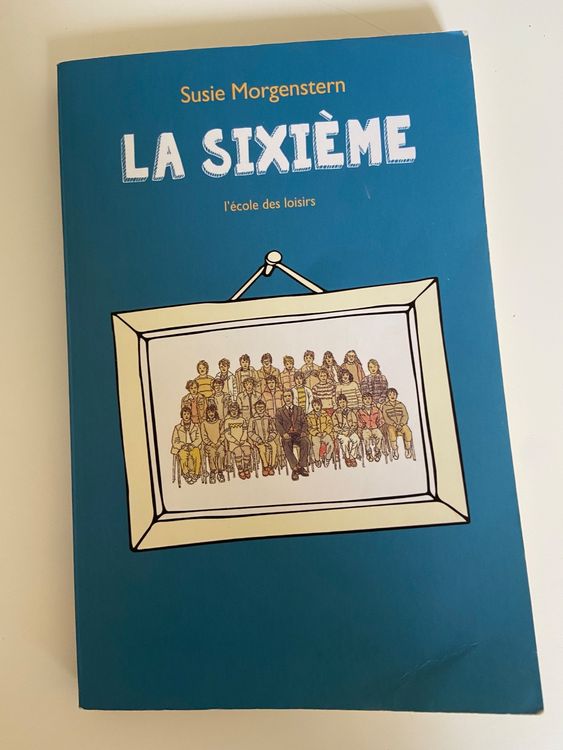 Susie Morgenstern
LA SIXIÈME
l'école des loisirs